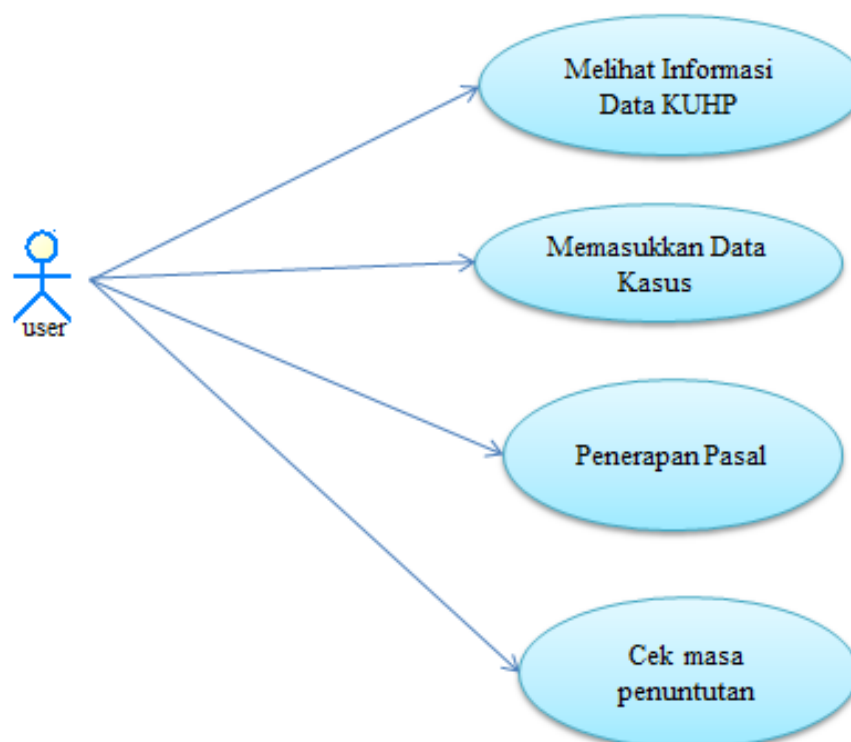 Melihat Informasi
Data KUHP
Memasukkan Data
Kasus
user
Penerapan Pasal
Cek masa
penuntutan